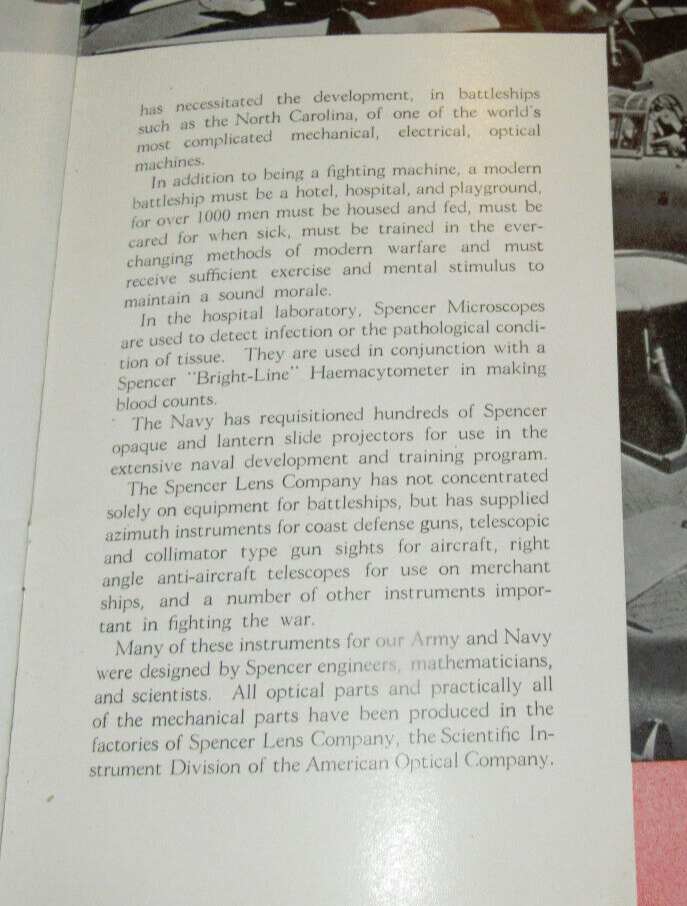 has necessitated the development, in battleships
such as the North Carolina, of one of the world's
most complicated mechanical, electrical, optical
machines.
In addition to being a fighting machine, a modern
battleship must be a hotel, hospital, and playground,
for over 1000 men must be housed and fed, must be
cared for when sick, must be trained in the ever-
changing methods of modern warfare and must
receive sufficient exercise and mental stimulus to
maintain a sound morale.
In the hospital laboratory, Spencer Microscopes
are used to detect infection or the pathological condi-
tion of tissue. They are used in conjunction with a
Spencer "Bright-Line" Haemacytometer in making
blood counts.
The Navy has requisitioned hundreds of Spencer
opaque and lantern slide projectors for use in the
extensive naval development and training program.
The Spencer Lens Company has not concentrated
solely on equipment for battleships, but has supplied
azimuth instruments for coast defense guns, telescopic
and collimator type gun sights for aircraft, right
angle anti-aircraft telescopes for use on merchant
ships, and a number of other instruments impor-
tant in fighting the war.
Many of these instruments for our Army and Navy
were designed by Spencer engineers, mathematicians,
and scientists. All optical parts and practically all
of the mechanical parts have been produced in the
factories of Spencer Lens Company, the Scientific In-
strument Division of the American Optical Company.